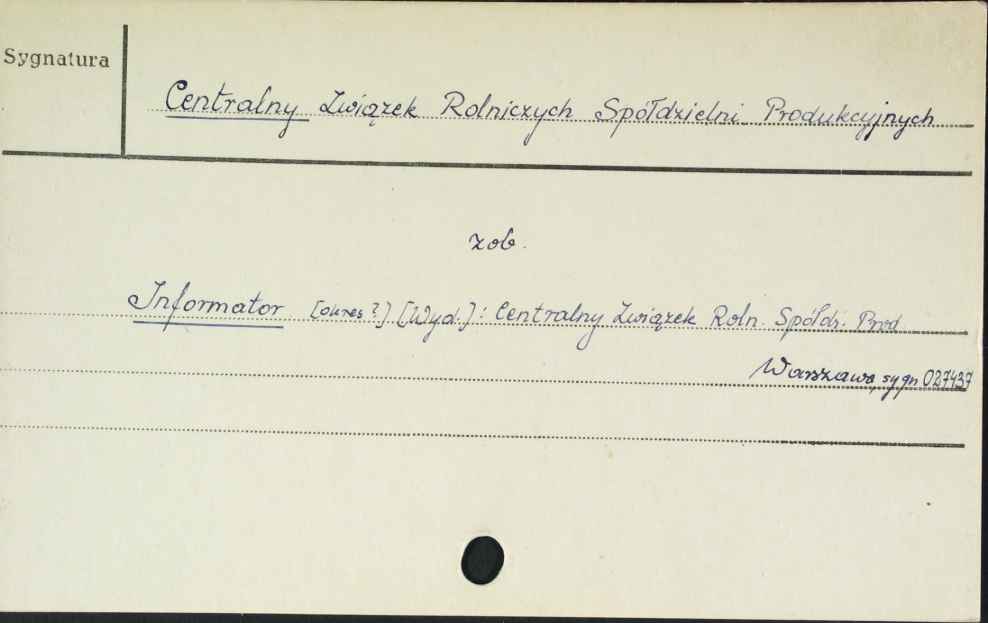 Sygnatura
Centralny Związek Rolniczych Spółdzielni Produkcyjnych
zob.
Informator [okres ?] [Wyd.]: Centralny Związek Roln. Spółdz. Prod
Warszawa, sygn 027437